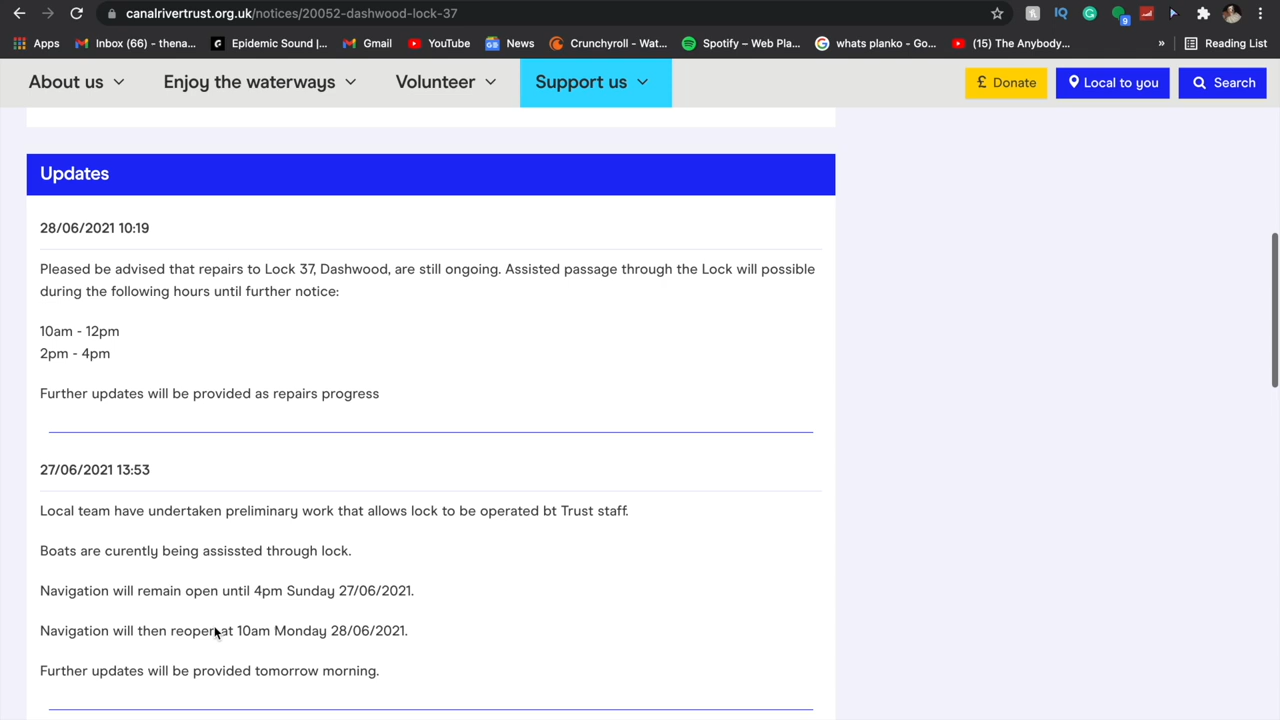 canalrivertrust.org.uk/notices/20052-dashwood-lock-37
Apps Inbox (66) – thena... Epidemic Sound |... Gmail YouTube News Crunchyroll - Wat... Spotify – Web Pla... whats planko - Go... (15) The Anybody... » Reading List
About us Enjoy the waterways Volunteer Support us £ Donate Local to you Search
Updates
28/06/2021 10:19
Pleased be advised that repairs to Lock 37, Dashwood, are still ongoing. Assisted passage through the Lock will possible
during the following hours until further notice:
10am - 12pm
2pm - 4pm
Further updates will be provided as repairs progress
27/06/2021 13:53
Local team have undertaken preliminary work that allows lock to be operated bt Trust staff.
Boats are curently being assissted through lock.
Navigation will remain open until 4pm Sunday 27/06/2021.
Navigation will then reopen at 10am Monday 28/06/2021.
Further updates will be provided tomorrow morning.